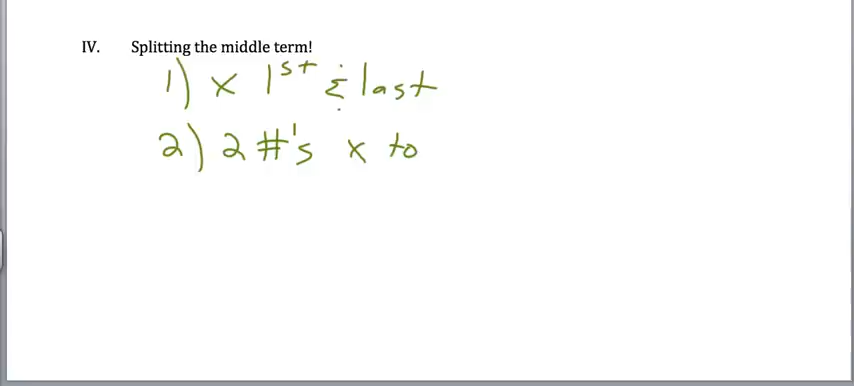 IV. Splitting the middle term!
1) x 1st & last
2) 2 #'s x to